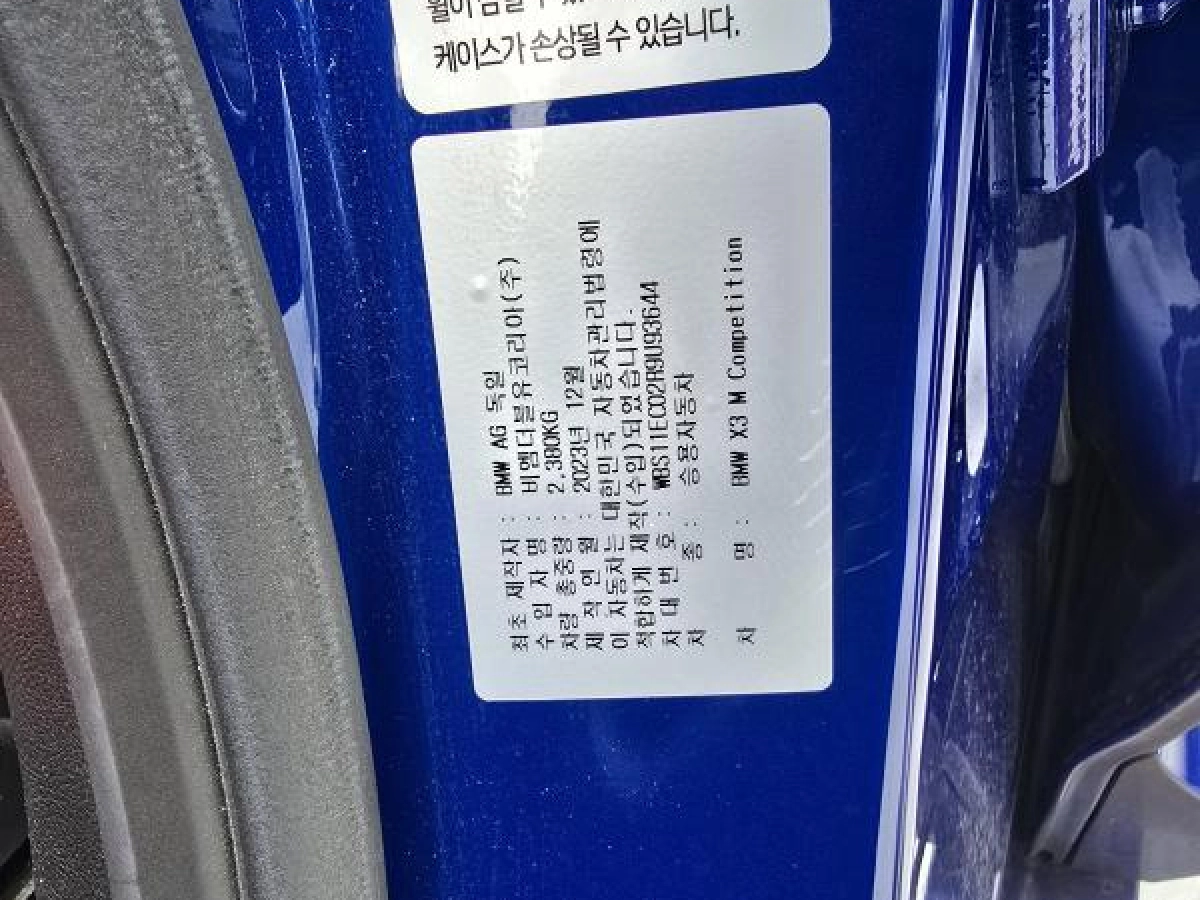 케이스가 손상될 수 있습니다.
최초 제작자 : BMW AG 독일
수 입 자 명 : 비엠더블유코리아(주)
차량 총중량 : 2.380KG
제 작 연 월 : 2023년 12월
이 자동차는 대한민국 자동차관리법령에
적합하게 제작(수입)되었습니다.
차 대 번 호 : WBS11EC02R9U93644
차 종 : 승용자동차
차 명 : BMW X3 M Competition